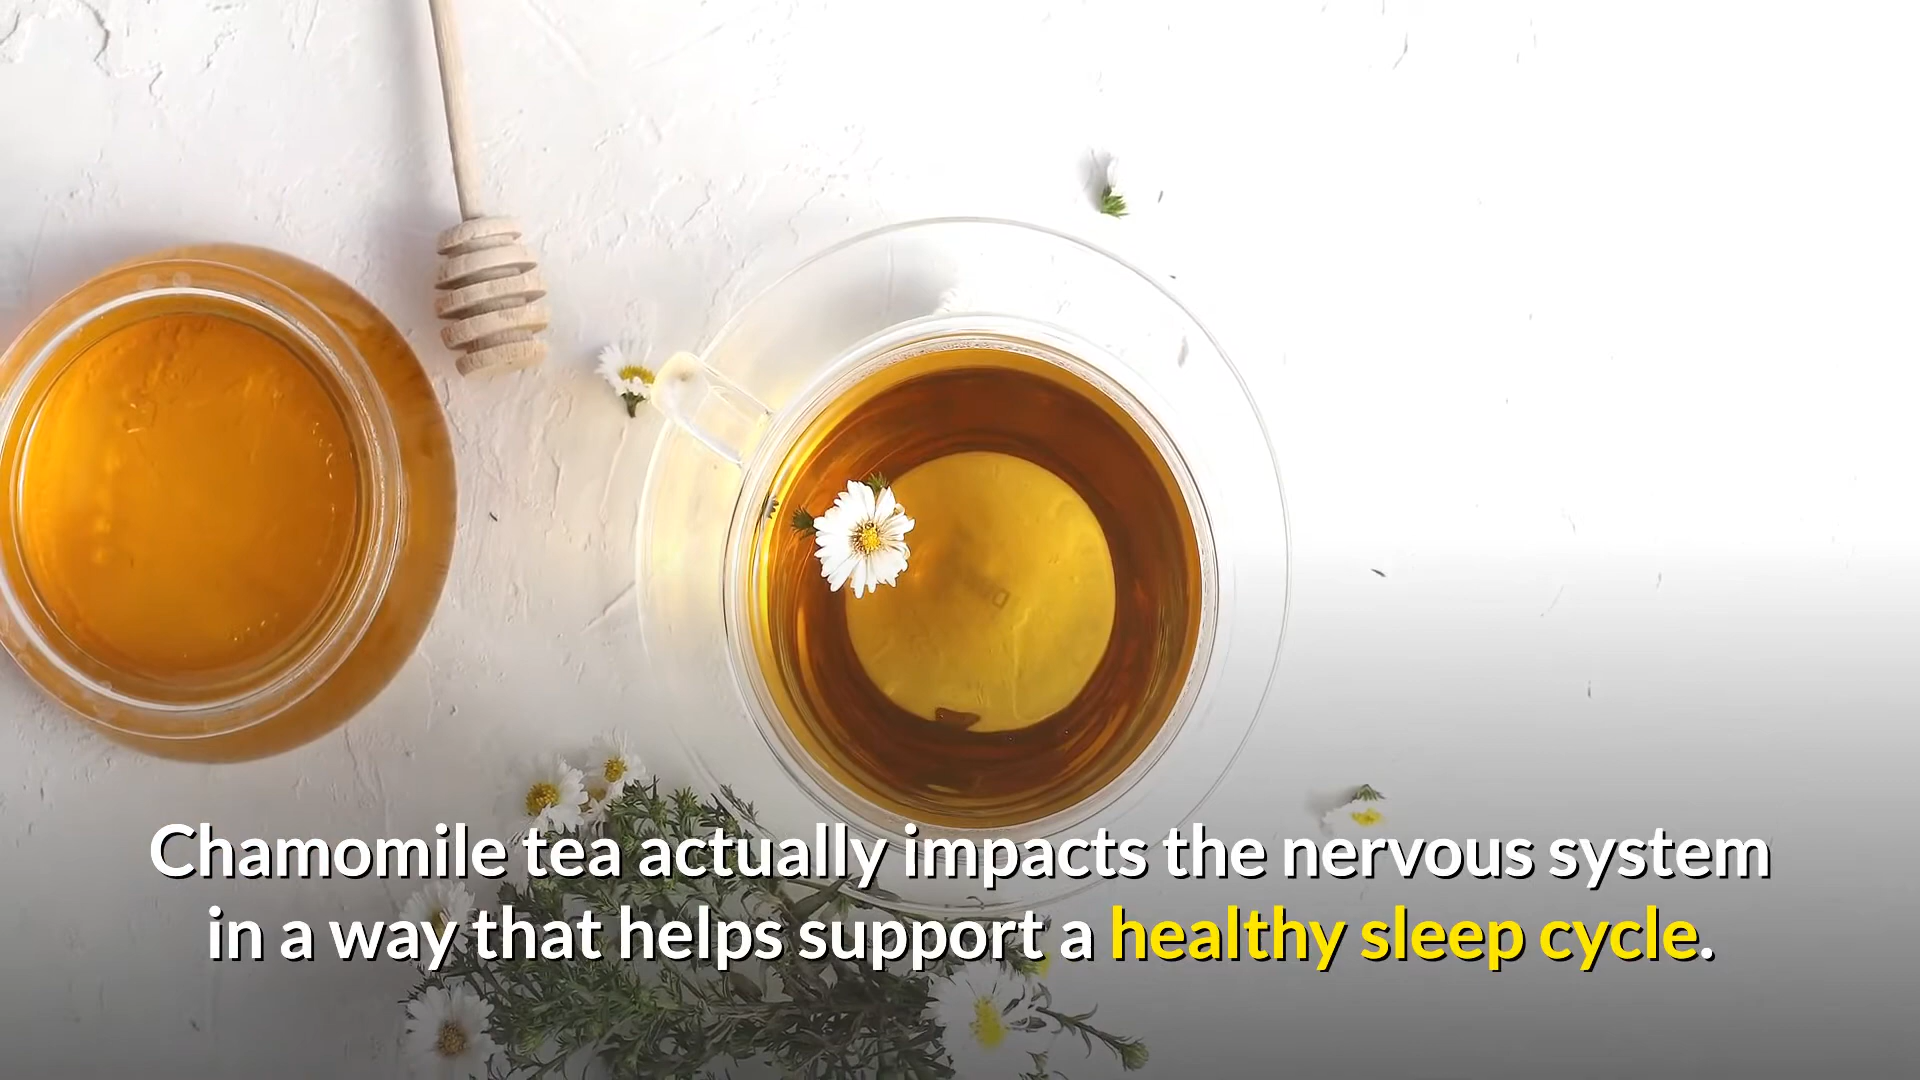 Chamomile tea actually impacts the nervous system
in a way that helps support a healthy sleep cycle.